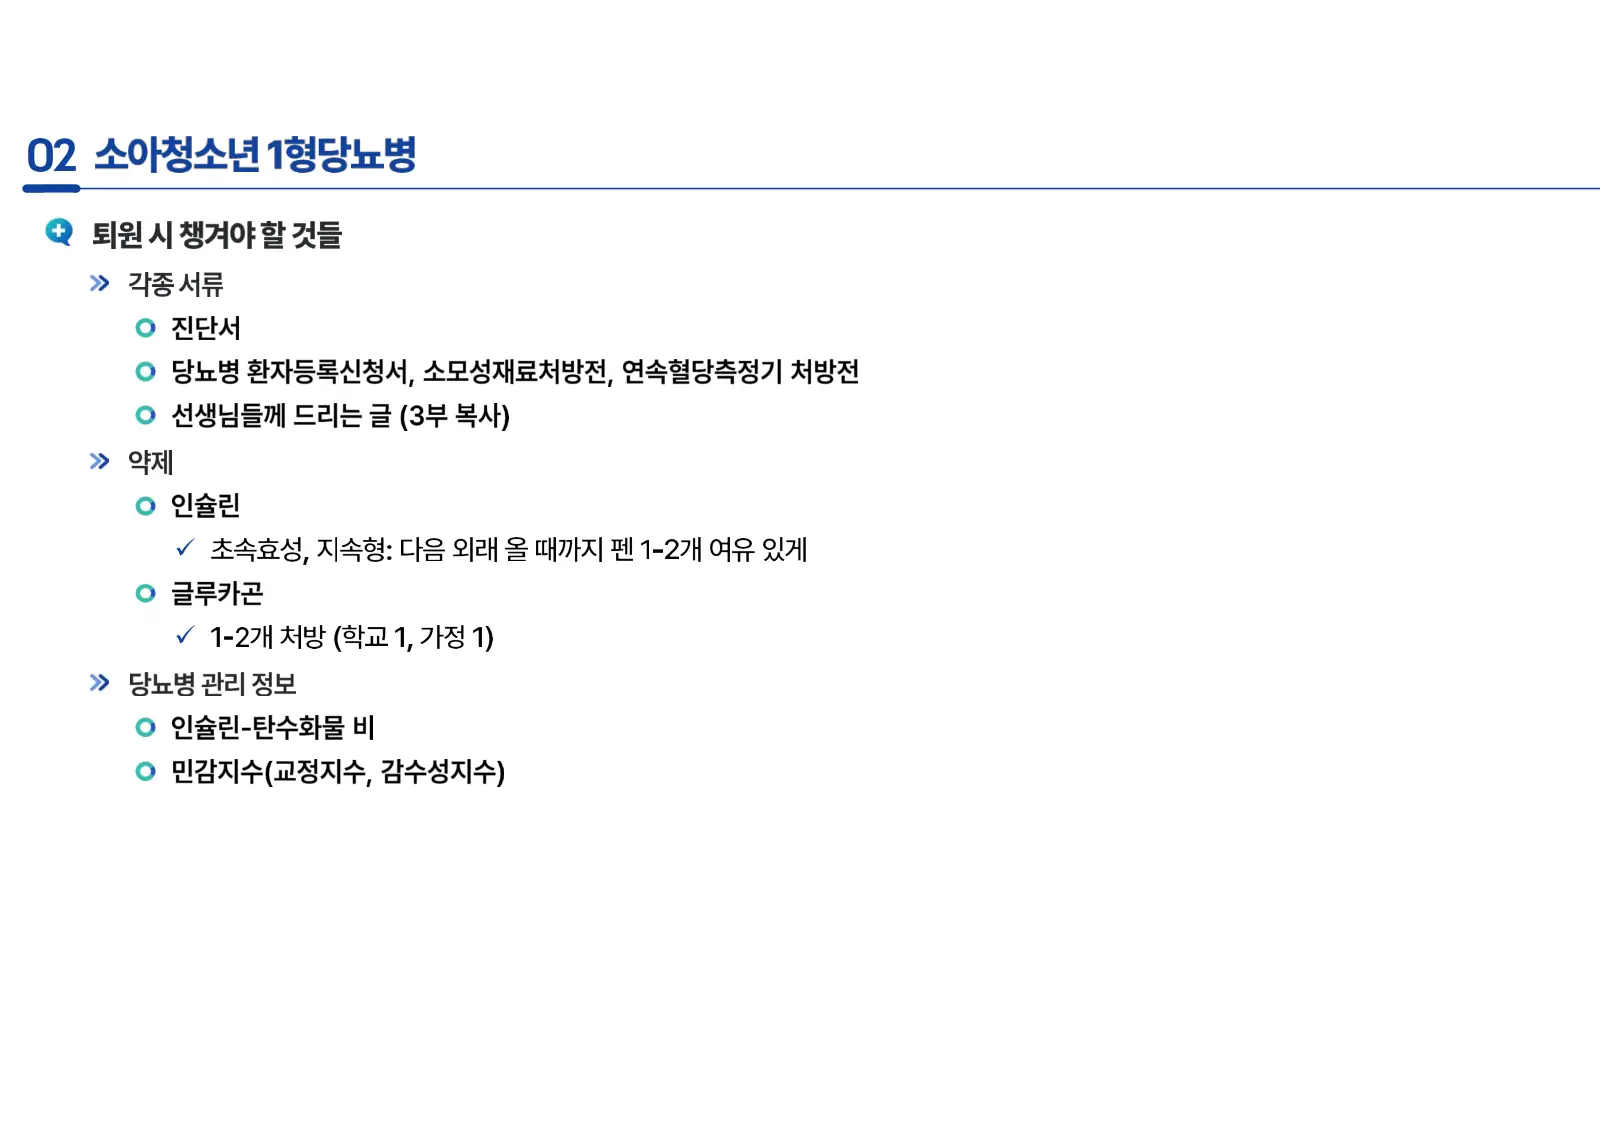 02 소아청소년 1형당뇨병
퇴원 시 챙겨야 할 것들
각종 서류
진단서
당뇨병 환자등록신청서, 소모성재료처방전, 연속혈당측정기 처방전
선생님들께 드리는 글 (3부 복사)
약제
인슐린
초속효성, 지속형: 다음 외래 올 때까지 펜 1-2개 여유 있게
글루카곤
1-2개 처방 (학교 1, 가정 1)
당뇨병 관리 정보
인슐린-탄수화물 비
민감지수(교정지수, 감수성지수)